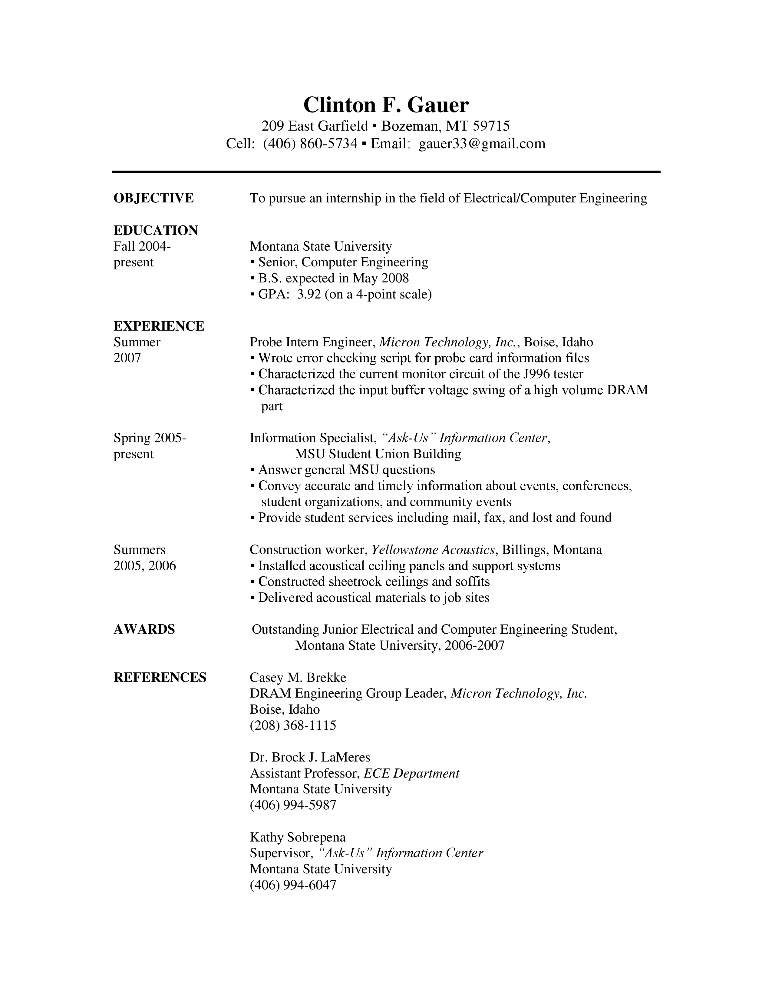 Clinton F. Gauer
209 East Garfield ▪ Bozeman, MT 59715
Cell:  (406) 860-5734 ▪ Email:  gauer33@gmail.com
OBJECTIVE To pursue an internship in the field of Electrical/Computer Engineering
EDUCATION
Fall 2004- Montana State University
present ▪ Senior, Computer Engineering
▪ B.S. expected in May 2008
▪ GPA:  3.92 (on a 4-point scale)
EXPERIENCE
Summer Probe Intern Engineer, Micron Technology, Inc., Boise, Idaho
2007 ▪ Wrote error checking script for probe card information files
▪ Characterized the current monitor circuit of the J996 tester
▪ Characterized the input buffer voltage swing of a high volume DRAM
part
Spring 2005- Information Specialist, “Ask-Us” Information Center,
present MSU Student Union Building
▪ Answer general MSU questions
▪ Convey accurate and timely information about events, conferences,
student organizations, and community events
▪ Provide student services including mail, fax, and lost and found
Summers Construction worker, Yellowstone Acoustics, Billings, Montana
2005, 2006 ▪ Installed acoustical ceiling panels and support systems
▪ Constructed sheetrock ceilings and soffits
▪ Delivered acoustical materials to job sites
AWARDS Outstanding Junior Electrical and Computer Engineering Student,
Montana State University, 2006-2007
REFERENCES Casey M. Brekke
DRAM Engineering Group Leader, Micron Technology, Inc.
Boise, Idaho
(208) 368-1115
Dr. Brock J. LaMeres
Assistant Professor, ECE Department
Montana State University
(406) 994-5987
Kathy Sobrepena
Supervisor, “Ask-Us” Information Center
Montana State University
(406) 994-6047